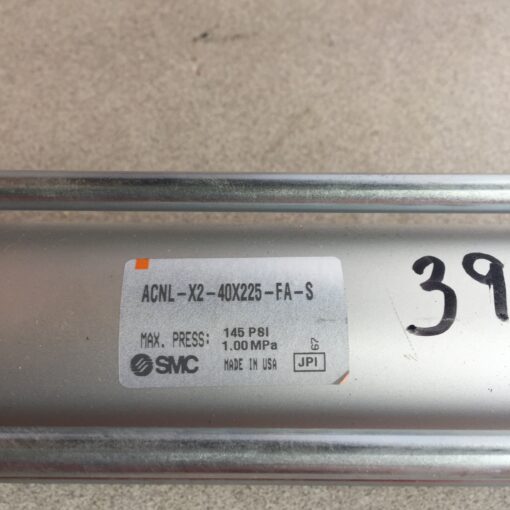 ACNL-X2-40X225-FA-S
MAX. PRESS: 145 PSI
1.00 MPa
SMC MADE IN USA JPI 67
39